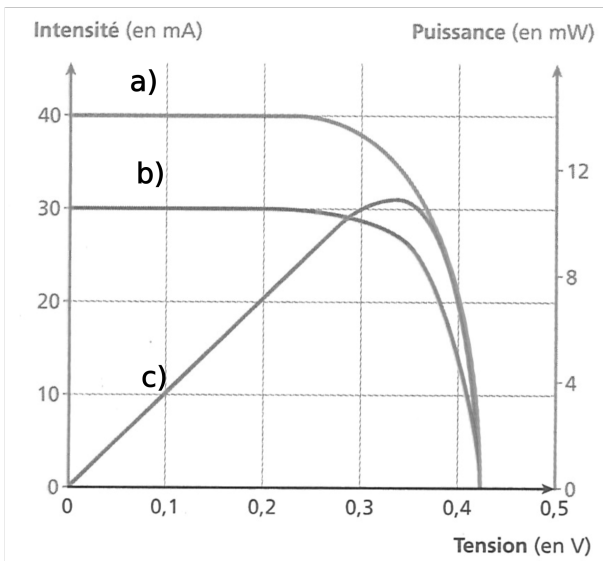 Intensité (en mA)
Puissance (en mW)
a)
40
12
b)
30
8
20
c)
10
4
0
0
0
0,1
0,2
0,3
0,4
0,5
Tension (en V)